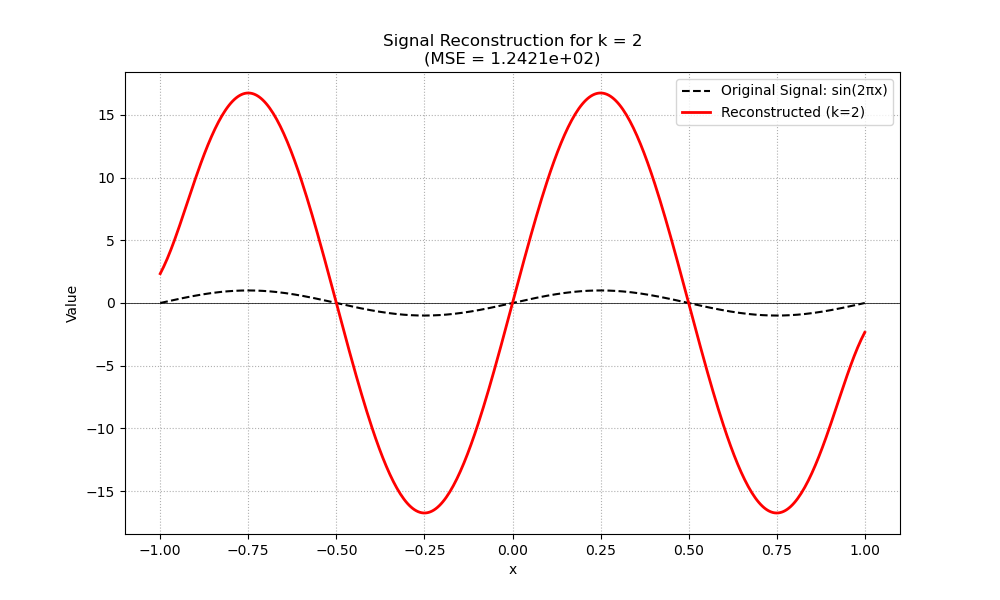 Signal Reconstruction for k = 2
(MSE = 1.2421e+02)
Original Signal: sin(2πx)
Reconstructed (k=2)
Value
15
10
5
0
−5
−10
−15
−1.00
−0.75
−0.50
−0.25
0.00
0.25
0.50
0.75
1.00
x